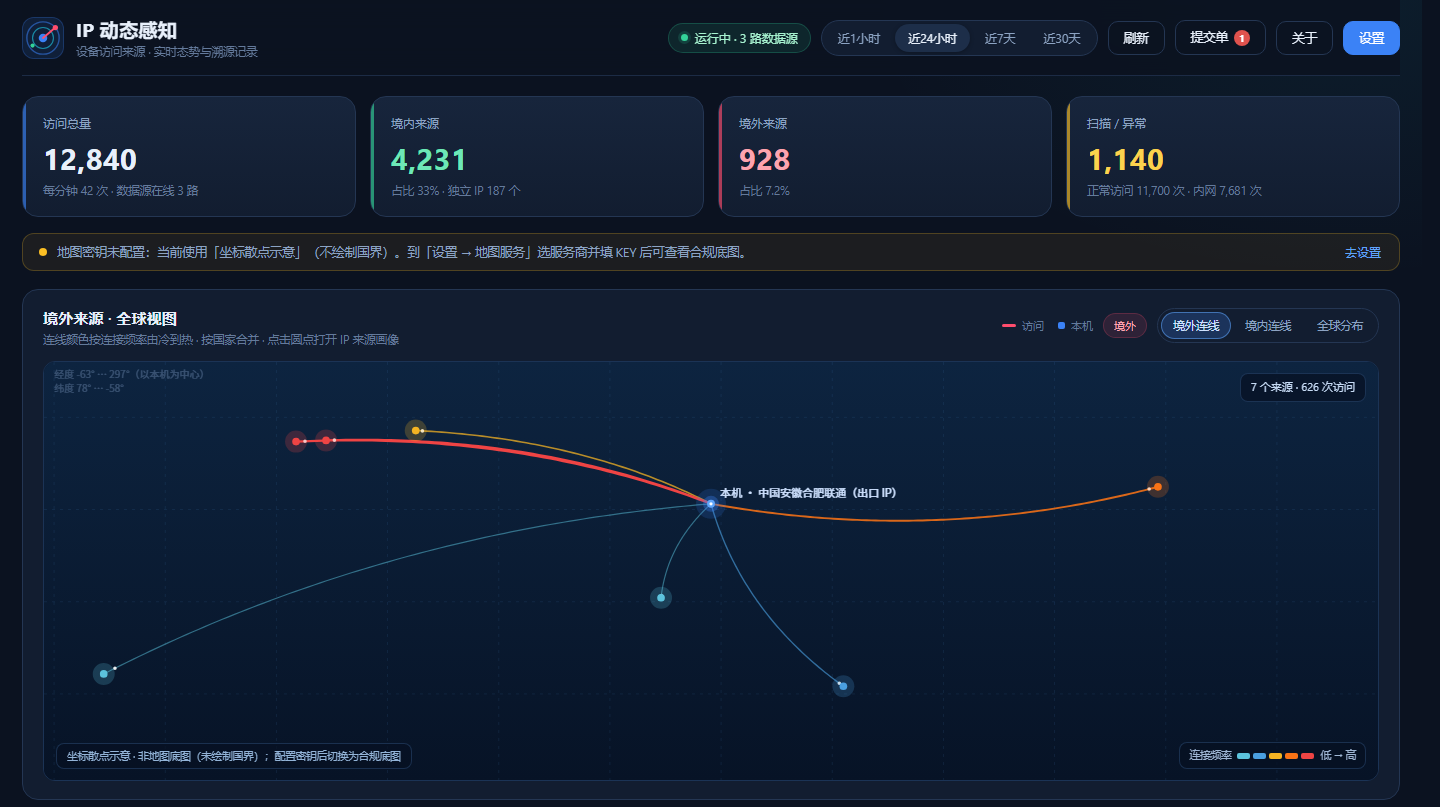 IP 动态感知
设备访问来源 · 实时态势与溯源记录
运行中 · 3 路数据源
近1小时
近24小时
近7天
近30天
刷新
提交单 1
关于
设置
访问总量
12,840
每分钟 42 次 · 数据源在线 3 路
境内来源
4,231
占比 33% · 独立 IP 187 个
境外来源
928
占比 7.2%
扫描 / 异常
1,140
正常访问 11,700 次 · 内网 7,681 次
地图密钥未配置：当前使用「坐标散点示意」（不绘制国界）。到「设置 → 地图服务」选服务商并填 KEY 后可查看合规底图。
去设置
境外来源 · 全球视图
连线颜色按连接频率由冷到热 · 按国家合并 · 点击圆点打开 IP 来源画像
访问
本机
境外
境外连线
境内连线
全球分布
经度 -63° ··· 297°（以本机为中心）
纬度 78° ··· -58°
7 个来源 · 626 次访问
本机 · 中国安徽合肥联通（出口 IP）
坐标散点示意 · 非地图底图（未绘制国界）；配置密钥后切换为合规底图
连接频率
低 → 高